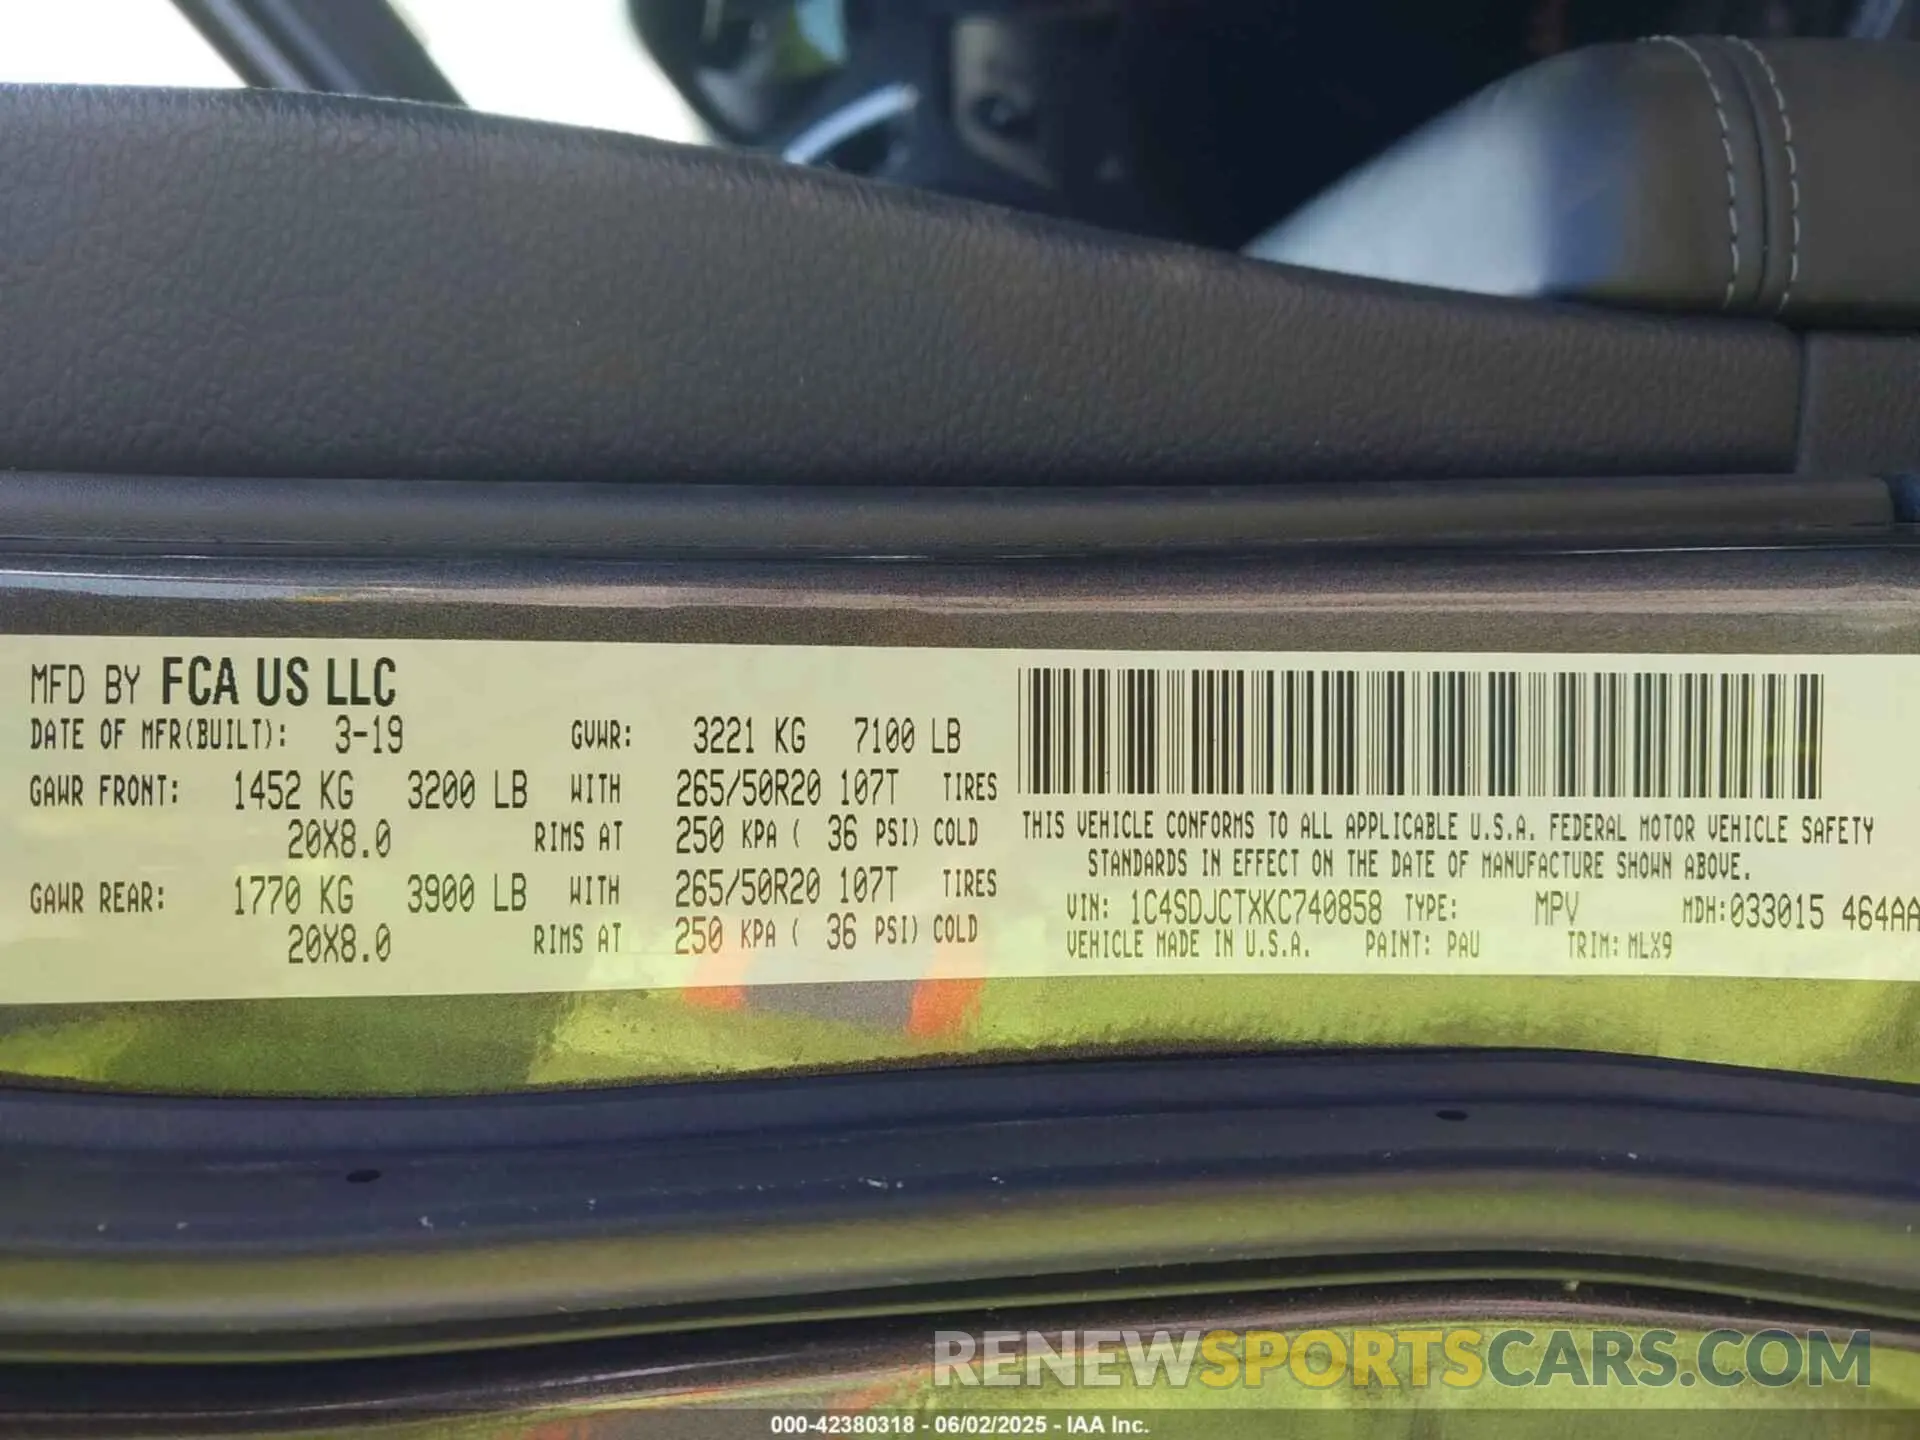 MFD BY FCA US LLC
DATE OF MFR(BUILT): 3-19 GVWR: 3221 KG 7100 LB
GAWR FRONT: 1452 KG 3200 LB WITH 265/50R20 107T TIRES
20X8.0 RIMS AT 250 KPA ( 36 PSI) COLD
GAWR REAR: 1770 KG 3900 LB WITH 265/50R20 107T TIRES
20X8.0 RIMS AT 250 KPA ( 36 PSI) COLD
THIS VEHICLE CONFORMS TO ALL APPLICABLE U.S.A. FEDERAL MOTOR VEHICLE SAFETY
STANDARDS IN EFFECT ON THE DATE OF MANUFACTURE SHOWN ABOVE.
VIN: 1C4SDJCTXKC740858 TYPE: MPV MDH:033015 464AA
VEHICLE MADE IN U.S.A. PAINT: PAU TRIM: MLX9
RENEWSPORTSCARS.COM
000-42380318 - 06/02/2025 - IAA Inc.